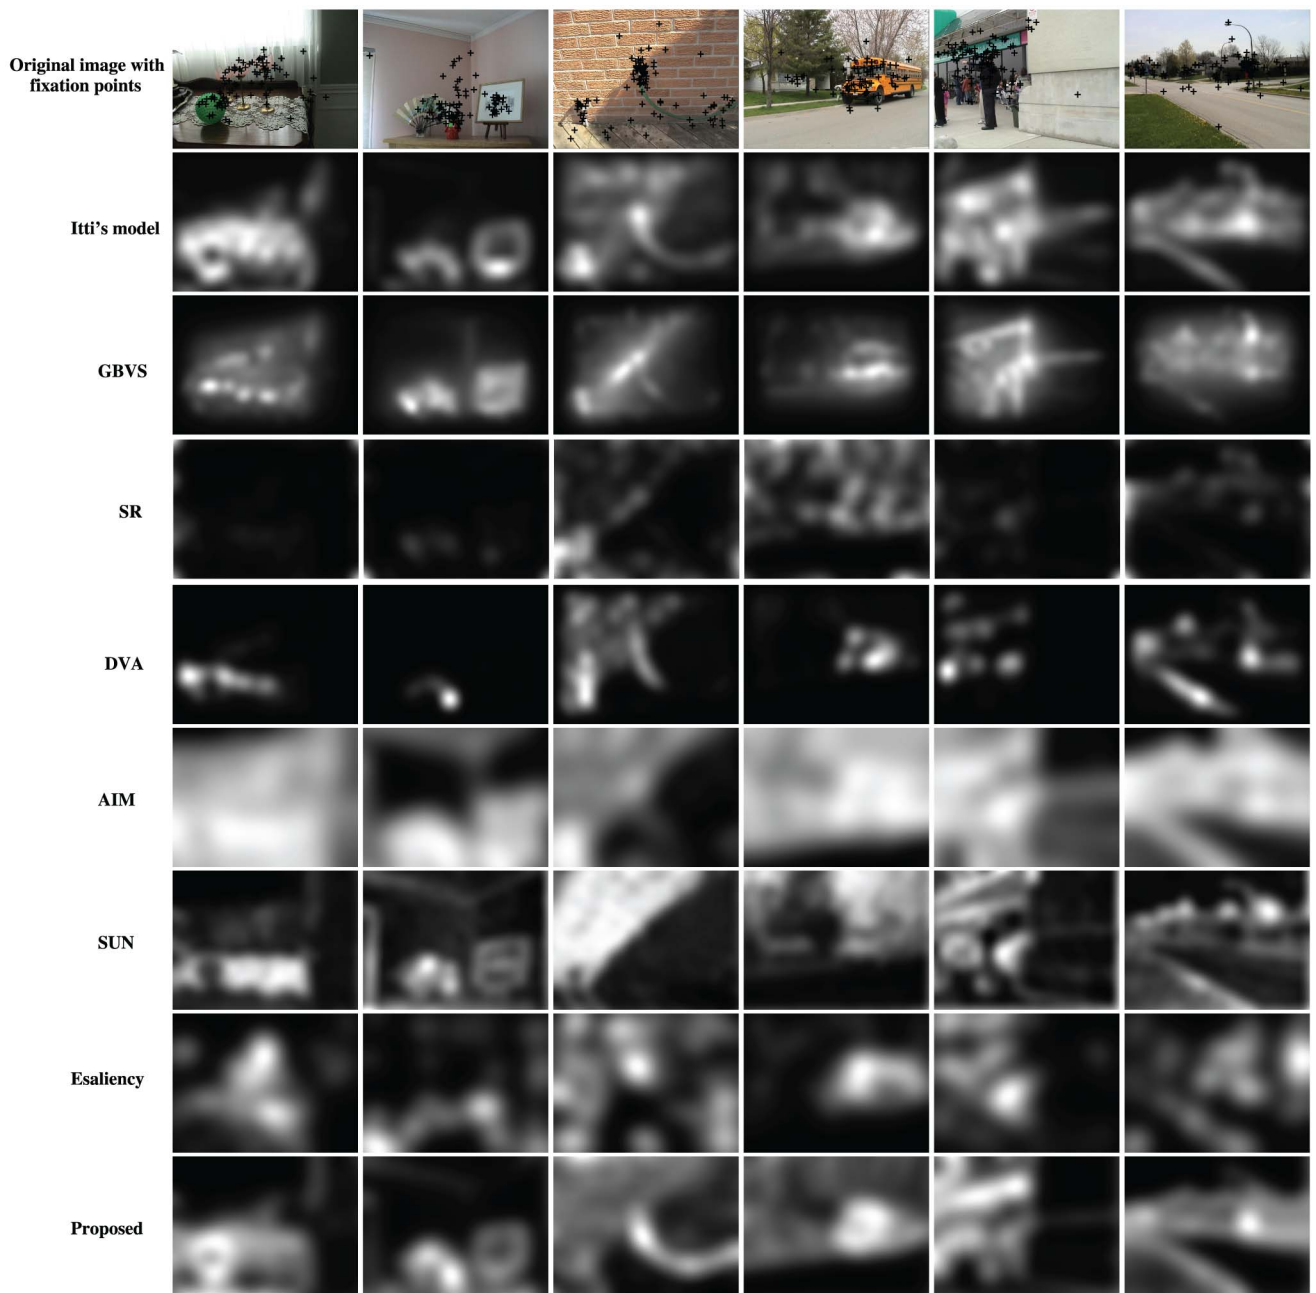 Original image with
fixation points
Itti's model
GBVS
SR
DVA
AIM
SUN
Esaliency
Proposed